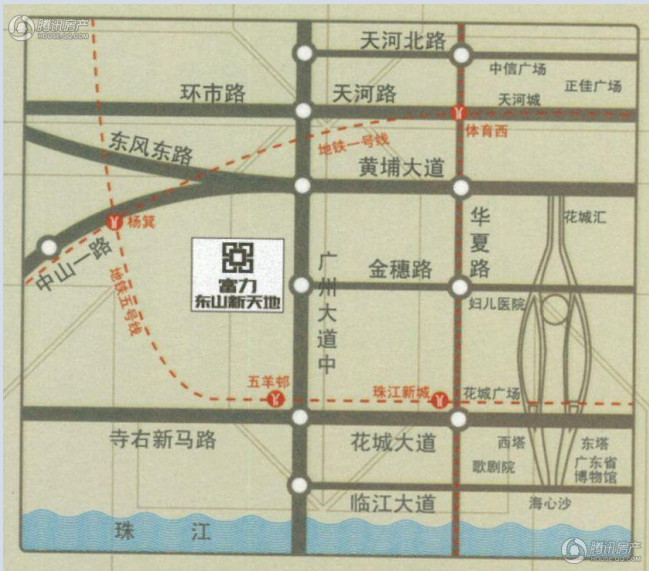 腾讯房产
HOUSE.QQ.COM
天河北路
中信广场
正佳广场
环市路
天河路
天河城
体育西
东风东路
地铁一号线
黄埔大道
杨箕
花城汇
中山一路
华夏路
富力
东山新天地
广州大道中
金穗路
地铁五号线
妇儿医院
五羊邨
珠江新城
花城广场
寺右新马路
花城大道
西塔
东塔
歌剧院
广东省
博物馆
临江大道
海心沙
珠江
腾讯房产
HOUSE.QQ.COM